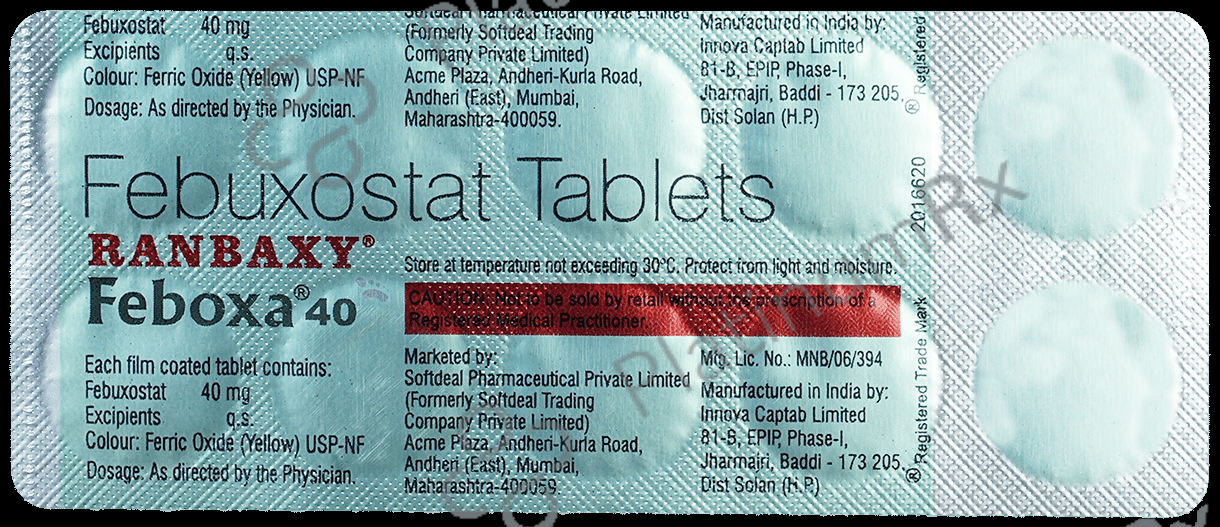 Febuxostat 40 mg
Excipients q.s.
Colour: Ferric Oxide (Yellow) USP-NF
Dosage: As directed by the Physician.
Softdeal Pharmaceutical Private Limited
(Formerly Softdeal Trading
Company Private Limited)
Acme Plaza, Andheri-Kurla Road,
Andheri (East), Mumbai,
Maharashtra-400059.
Manufactured in India by:
Innova Captab Limited
81-B, EPIP, Phase-I,
Jharmajri, Baddi - 173 205.
Dist Solan (H.P.)
Febuxostat Tablets
RANBAXY®
Feboxa® 40
Store at temperature not exceeding 30°C. Protect from light and moisture.
CAUTION: Not to be sold by retail without the prescription of a
Registered Medical Practitioner.
Each film coated tablet contains:
Febuxostat 40 mg
Excipients q.s.
Colour: Ferric Oxide (Yellow) USP-NF
Dosage: As directed by the Physician.
Marketed by:
Softdeal Pharmaceutical Private Limited
(Formerly Softdeal Trading
Company Private Limited)
Acme Plaza, Andheri-Kurla Road,
Andheri (East), Mumbai,
Maharashtra-400059.
Mfg. Lic. No.: MNB/06/394
Manufactured in India by:
Innova Captab Limited
81-B, EPIP, Phase-I,
Jharmajri, Baddi - 173 205.
Dist Solan (H.P.)
® Registered Trade Mark
2016620
® Registered
PlatinumRx